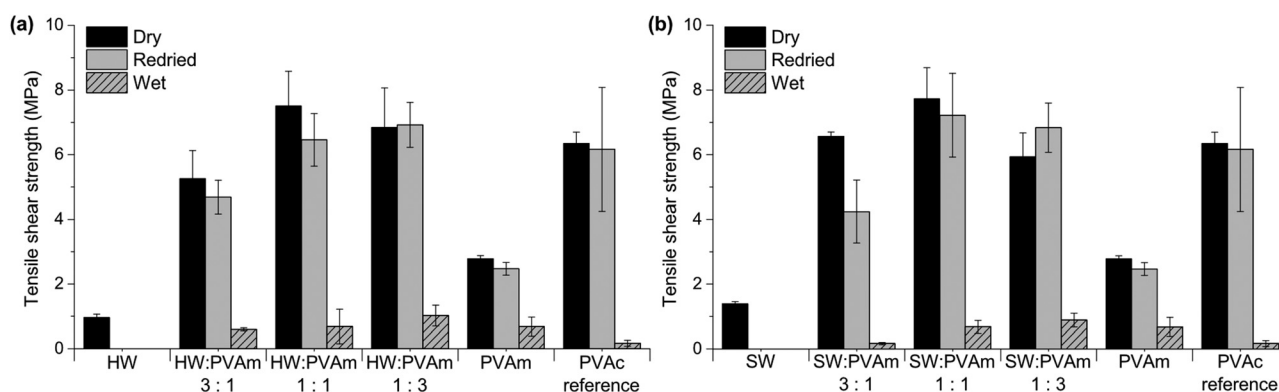 (a)
Tensile shear strength (MPa)
10
8
6
4
2
0
Dry
Redried
Wet
HW HW:PVAm HW:PVAm HW:PVAm PVAm PVAc
3 : 1 1 : 1 1 : 3 reference
(b)
Tensile shear strength (MPa)
10
8
6
4
2
0
Dry
Redried
Wet
SW SW:PVAm SW:PVAm SW:PVAm PVAm PVAc
3 : 1 1 : 1 1 : 3 reference